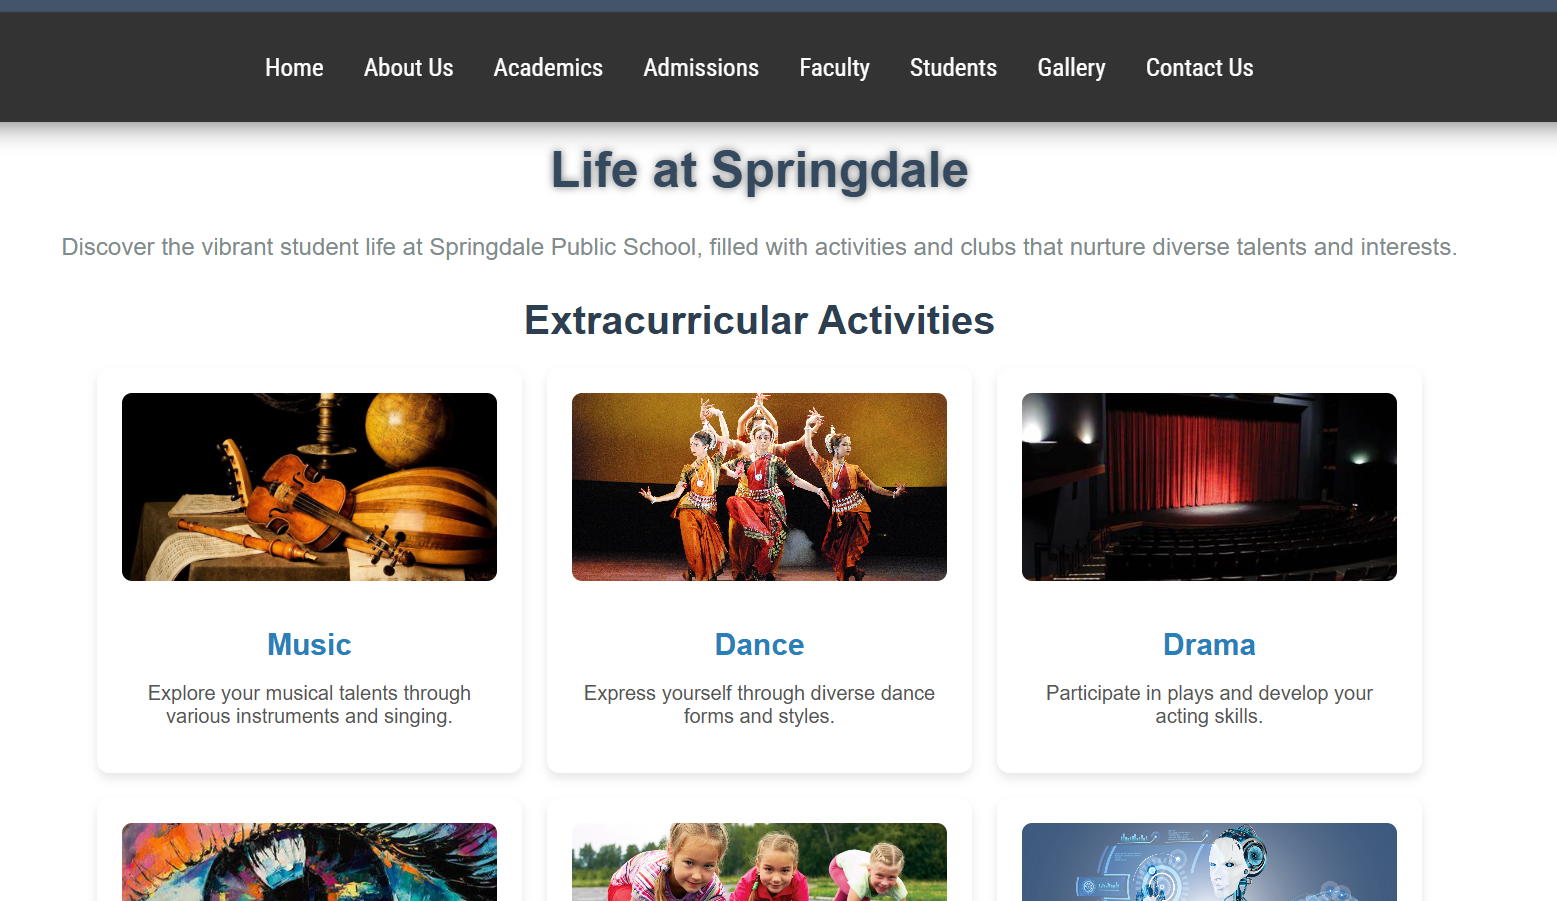 Home About Us Academics Admissions Faculty Students Gallery Contact Us
Life at Springdale
Discover the vibrant student life at Springdale Public School, filled with activities and clubs that nurture diverse talents and interests.
Extracurricular Activities
Music
Explore your musical talents through
various instruments and singing.
Dance
Express yourself through diverse dance
forms and styles.
Drama
Participate in plays and develop your
acting skills.